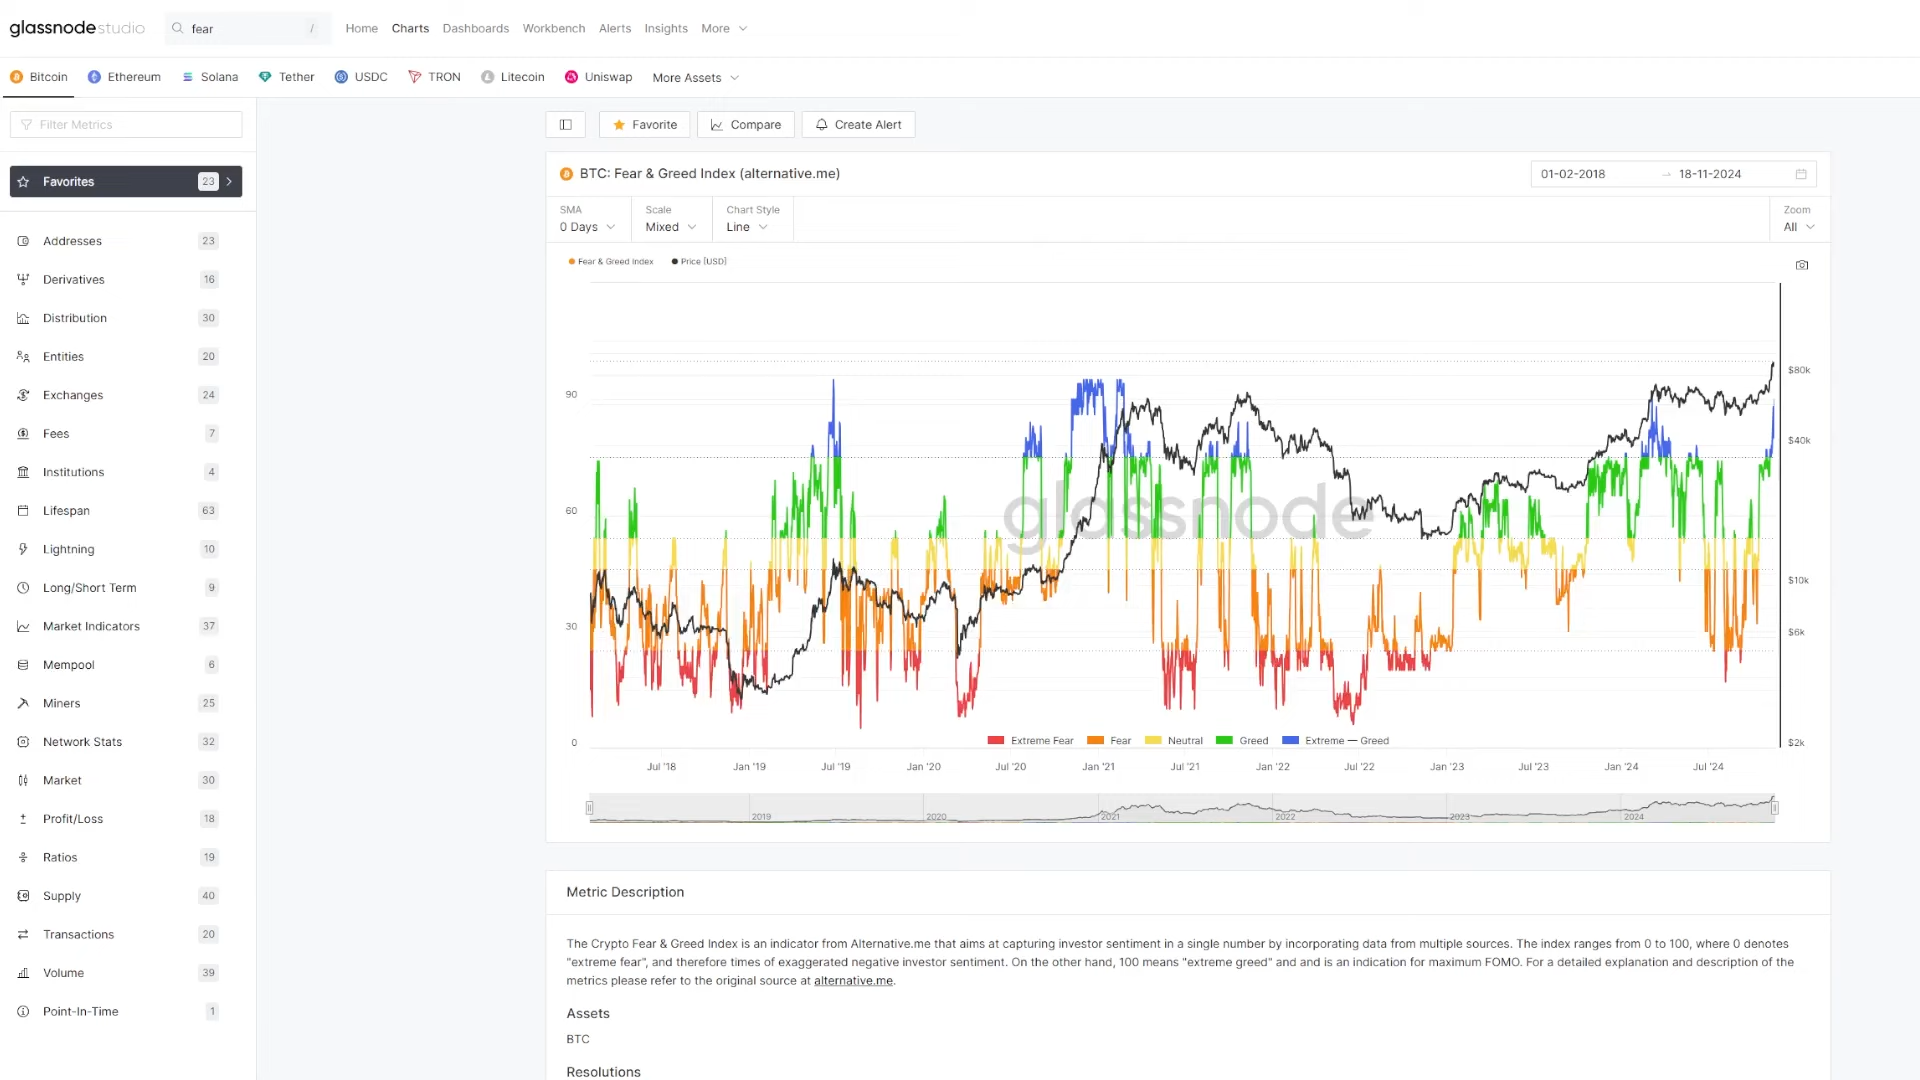 glassnode studio
fear /
Home Charts Dashboards Workbench Alerts Insights More
Bitcoin Ethereum Solana Tether USDC TRON Litecoin Uniswap More Assets
Filter Metrics
Favorites 23
Addresses 23
Derivatives 16
Distribution 30
Entities 20
Exchanges 24
Fees 7
Institutions 4
Lifespan 63
Lightning 10
Long/Short Term 9
Market Indicators 37
Mempool 6
Miners 25
Network Stats 32
Market 30
Profit/Loss 18
Ratios 19
Supply 40
Transactions 20
Volume 39
Point-In-Time 1
Favorite Compare Create Alert
BTC: Fear & Greed Index (alternative.me)
01-02-2018 → 18-11-2024
SMA Scale Chart Style Zoom
0 Days Mixed Line All
Fear & Greed Index Price [USD]
90
60
30
0
$80k
$40k
$10k
$6k
$2k
glassnode
Extreme Fear Fear Neutral Greed Extreme — Greed
Jul '18 Jan '19 Jul '19 Jan '20 Jul '20 Jan '21 Jul '21 Jan '22 Jul '22 Jan '23 Jul '23 Jan '24 Jul '24
2019 2020 2021 2022 2023 2024
Metric Description
The Crypto Fear & Greed Index is an indicator from Alternative.me that aims at capturing investor sentiment in a single number by incorporating data from multiple sources. The index ranges from 0 to 100, where 0 denotes
"extreme fear", and therefore times of exaggerated negative investor sentiment. On the other hand, 100 means "extreme greed" and and is an indication for maximum FOMO. For a detailed explanation and description of the
metrics please refer to the original source at alternative.me.
Assets
BTC
Resolutions